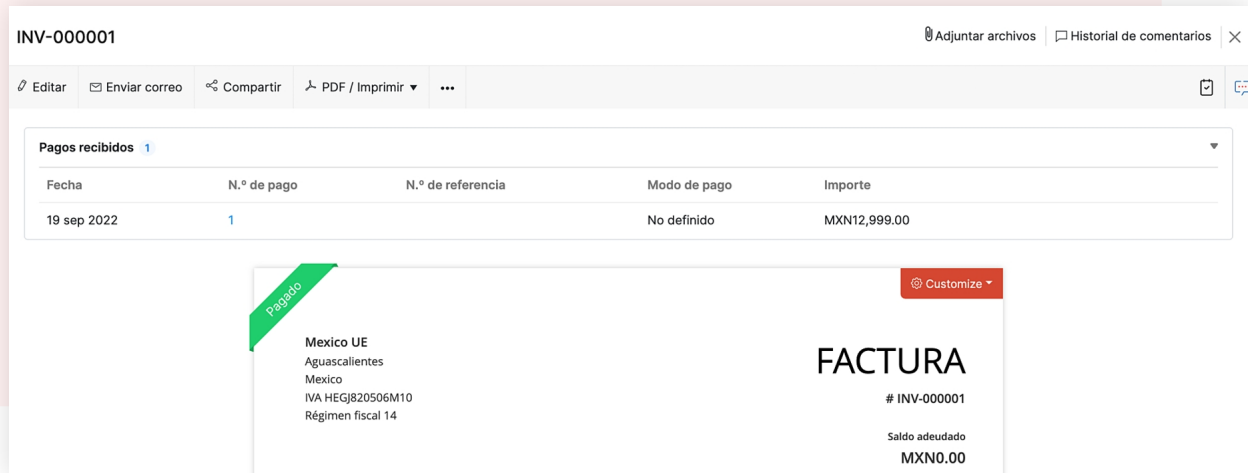 INV-000001
Adjuntar archivos
Historial de comentarios
Editar
Enviar correo
Compartir
PDF / Imprimir
Pagos recibidos 1
Fecha N.º de pago N.º de referencia Modo de pago Importe
19 sep 2022 1 No definido MXN12,999.00
Pagado
Customize
Mexico UE
Aguascalientes
Mexico
IVA HEGJ820506M10
Régimen fiscal 14
FACTURA
# INV-000001
Saldo adeudado
MXN0.00